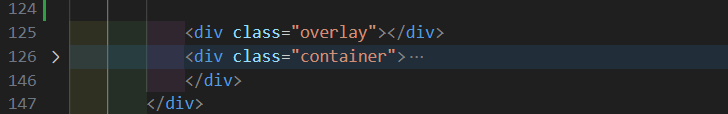 124
125 <div class="overlay"></div>
126 <div class="container">…
146 </div>
147 </div>